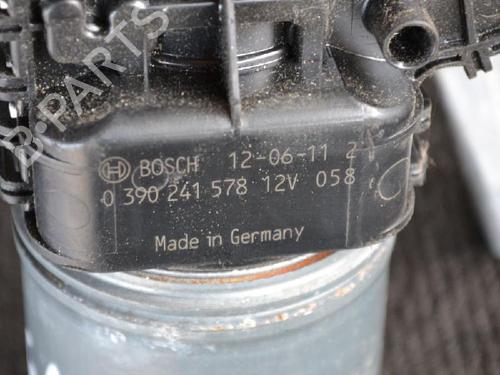 B-PARTS
BOSCH 12-06-11 2
0 390 241 578 12V 058
Made in Germany